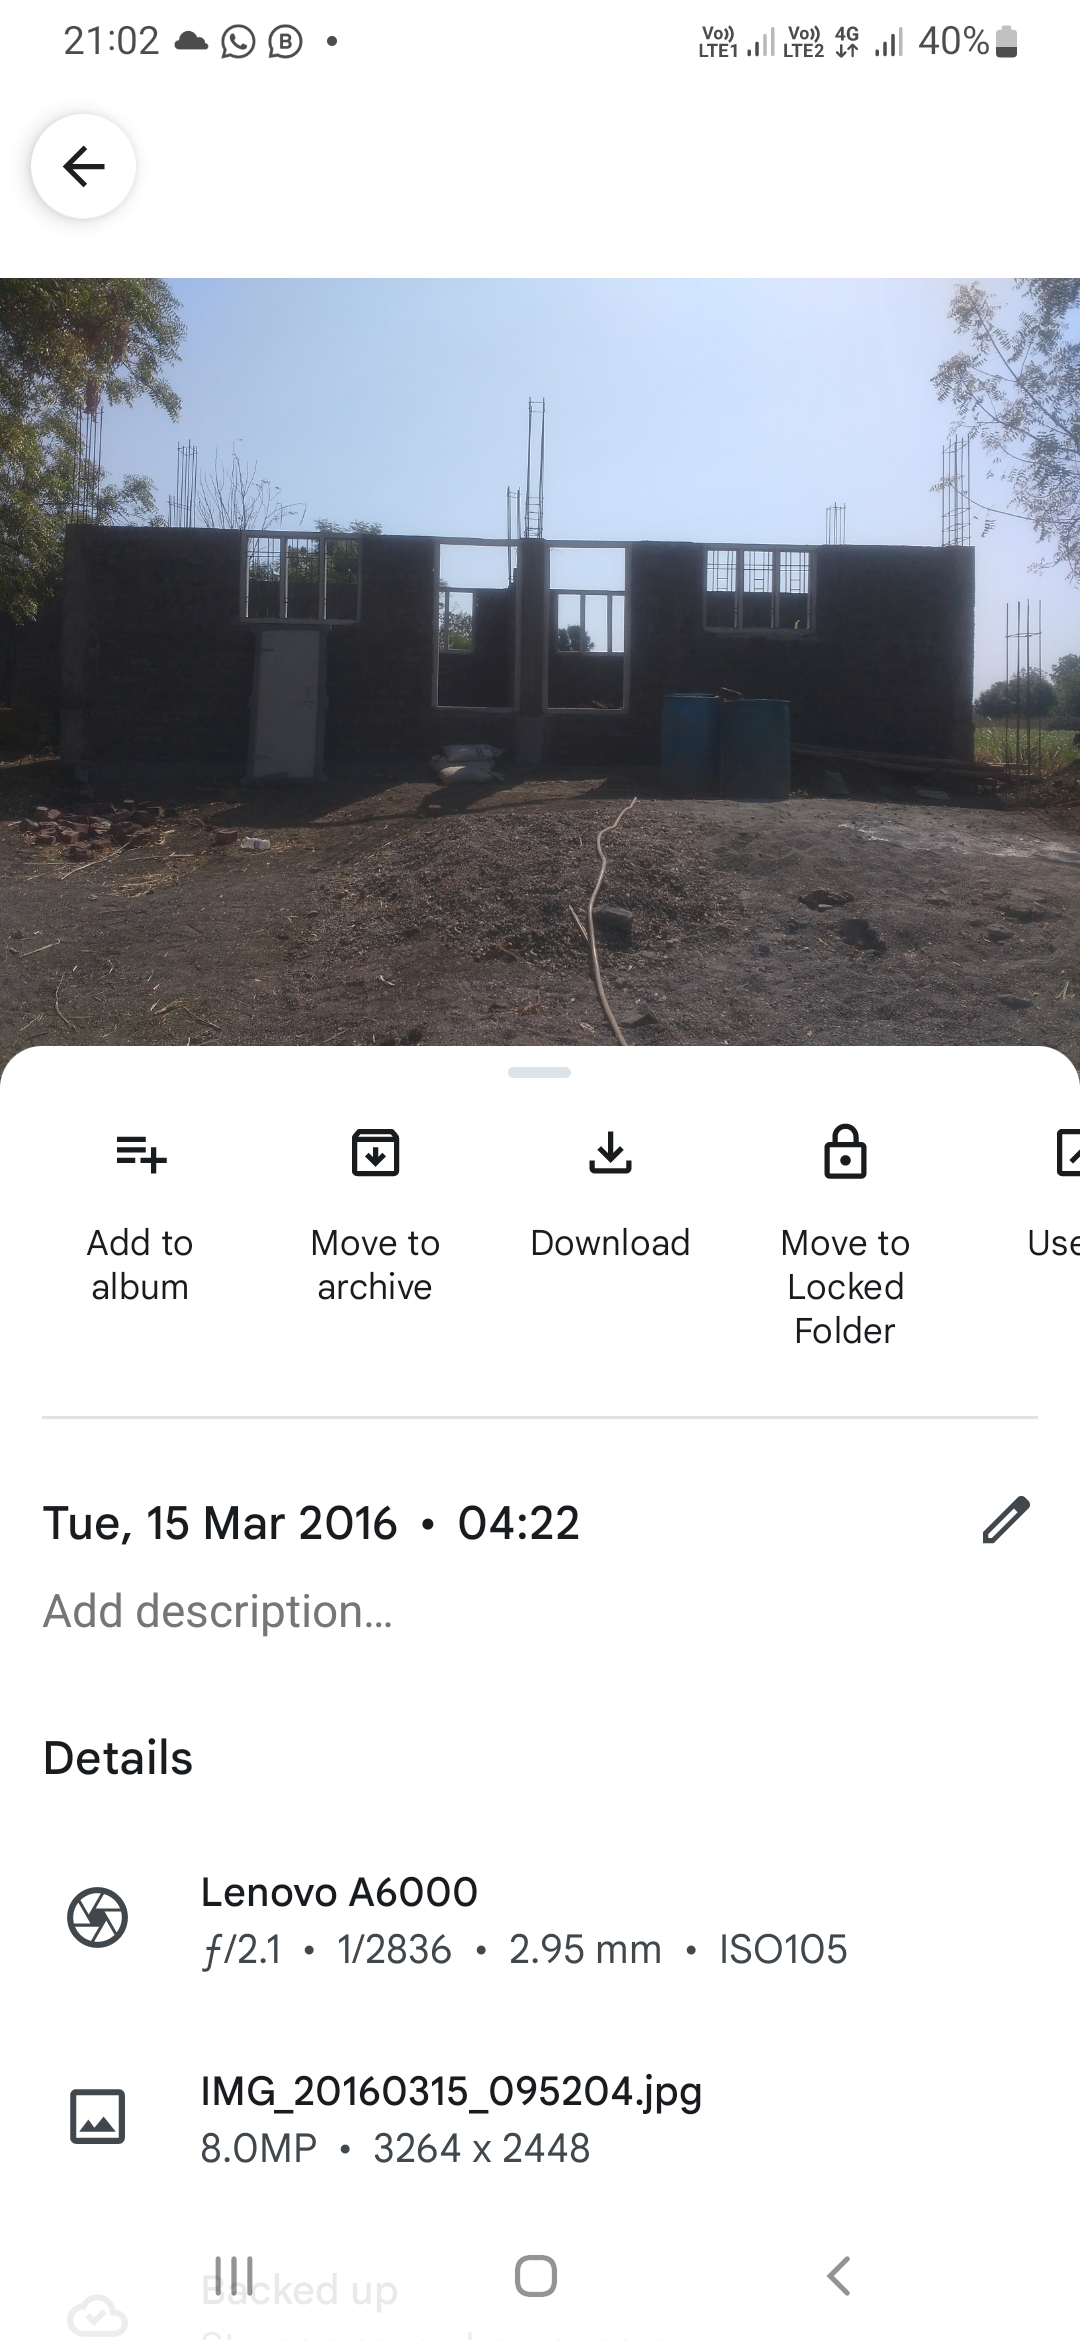 21:02
Vo)) LTE1 Vo)) LTE2 4G 40%
Add to album
Move to archive
Download
Move to Locked Folder
Use
Tue, 15 Mar 2016 • 04:22
Add description...
Details
Lenovo A6000
ƒ/2.1 • 1/2836 • 2.95 mm • ISO105
IMG_20160315_095204.jpg
8.0MP • 3264 x 2448
Backed up